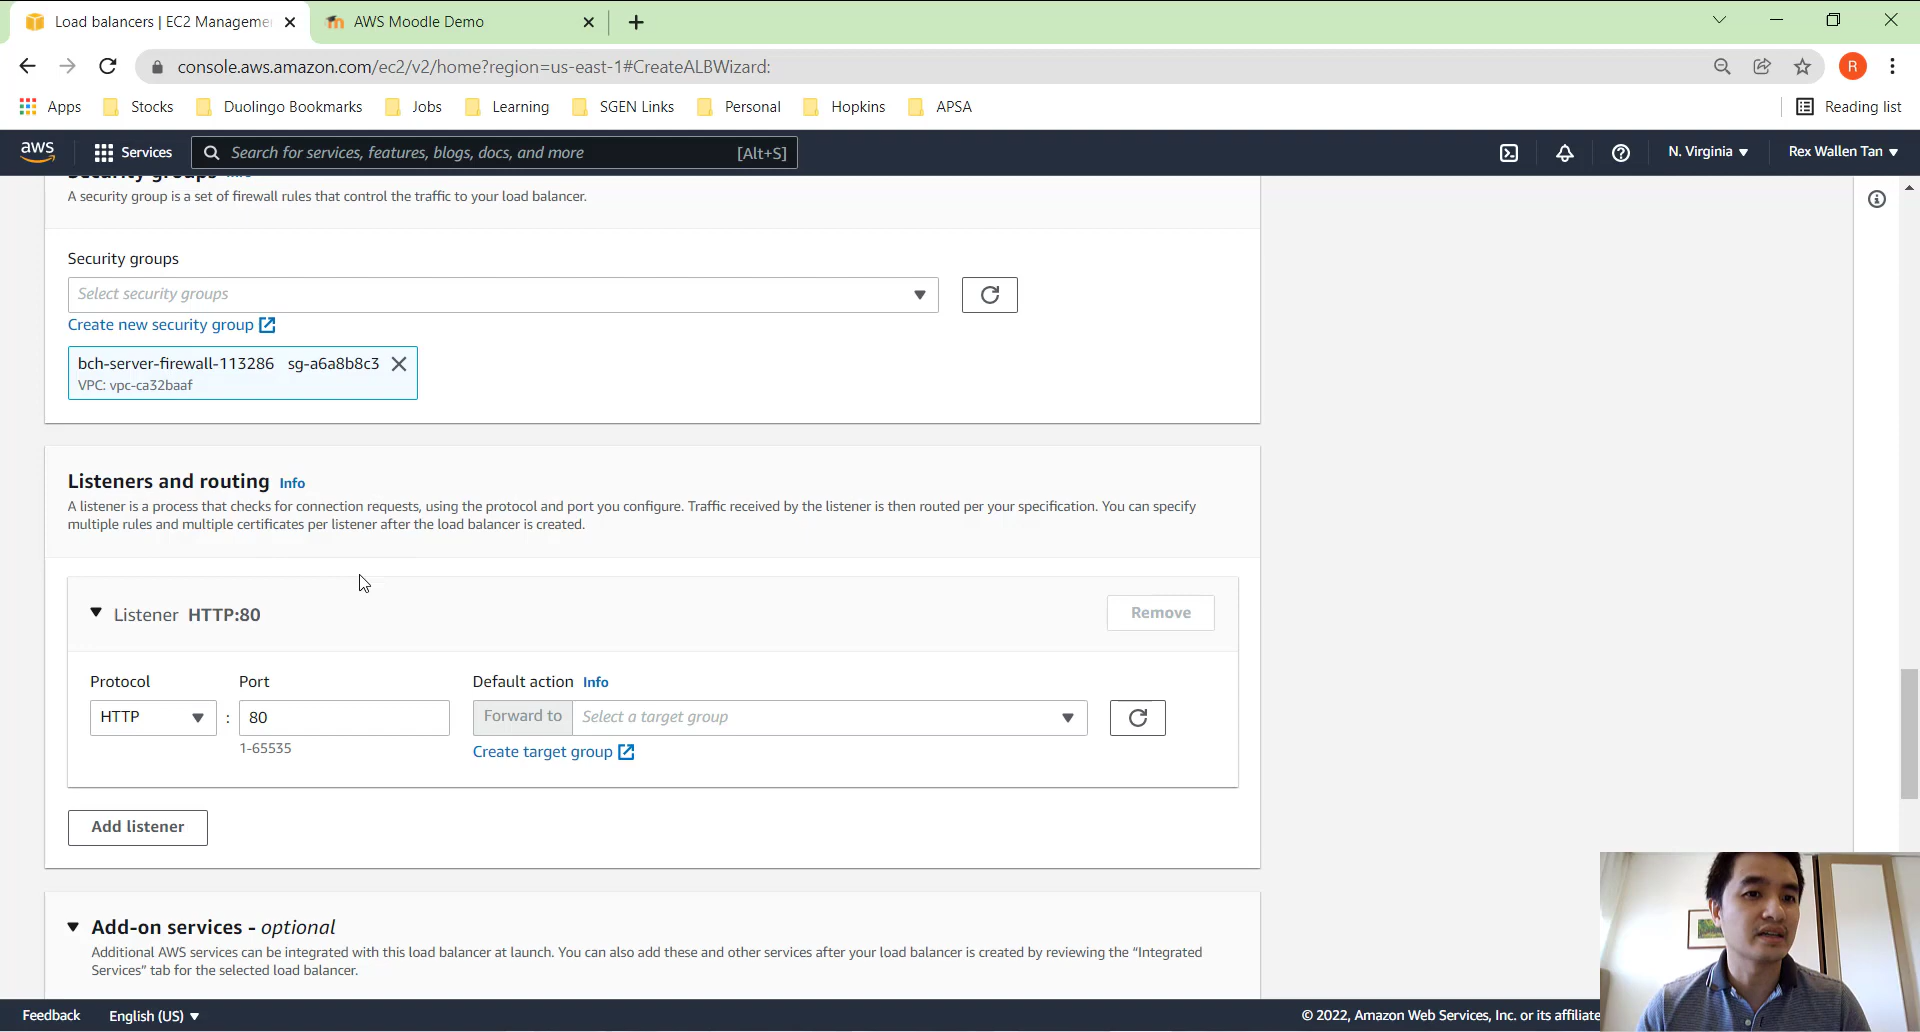 Load balancers | EC2 Manageme
AWS Moodle Demo
console.aws.amazon.com/ec2/v2/home?region=us-east-1#CreateALBWizard:
R
Apps
Stocks
Duolingo Bookmarks
Jobs
Learning
SGEN Links
Personal
Hopkins
APSA
Reading list
aws
Services
Search for services, features, blogs, docs, and more
[Alt+S]
N. Virginia
Rex Wallen Tan
Security groups Info
A security group is a set of firewall rules that control the traffic to your load balancer.
Security groups
Select security groups
Create new security group
bch-server-firewall-113286 sg-a6a8b8c3
VPC: vpc-ca32baaf
Listeners and routing Info
A listener is a process that checks for connection requests, using the protocol and port you configure. Traffic received by the listener is then routed per your specification. You can specify
multiple rules and multiple certificates per listener after the load balancer is created.
Listener HTTP:80
Remove
Protocol
Port
Default action Info
HTTP
:
80
Forward to
Select a target group
1-65535
Create target group
Add listener
Add-on services - optional
Additional AWS services can be integrated with this load balancer at launch. You can also add these and other services after your load balancer is created by reviewing the "Integrated
Services" tab for the selected load balancer.
Feedback
English (US)
© 2022, Amazon Web Services, Inc. or its affiliate